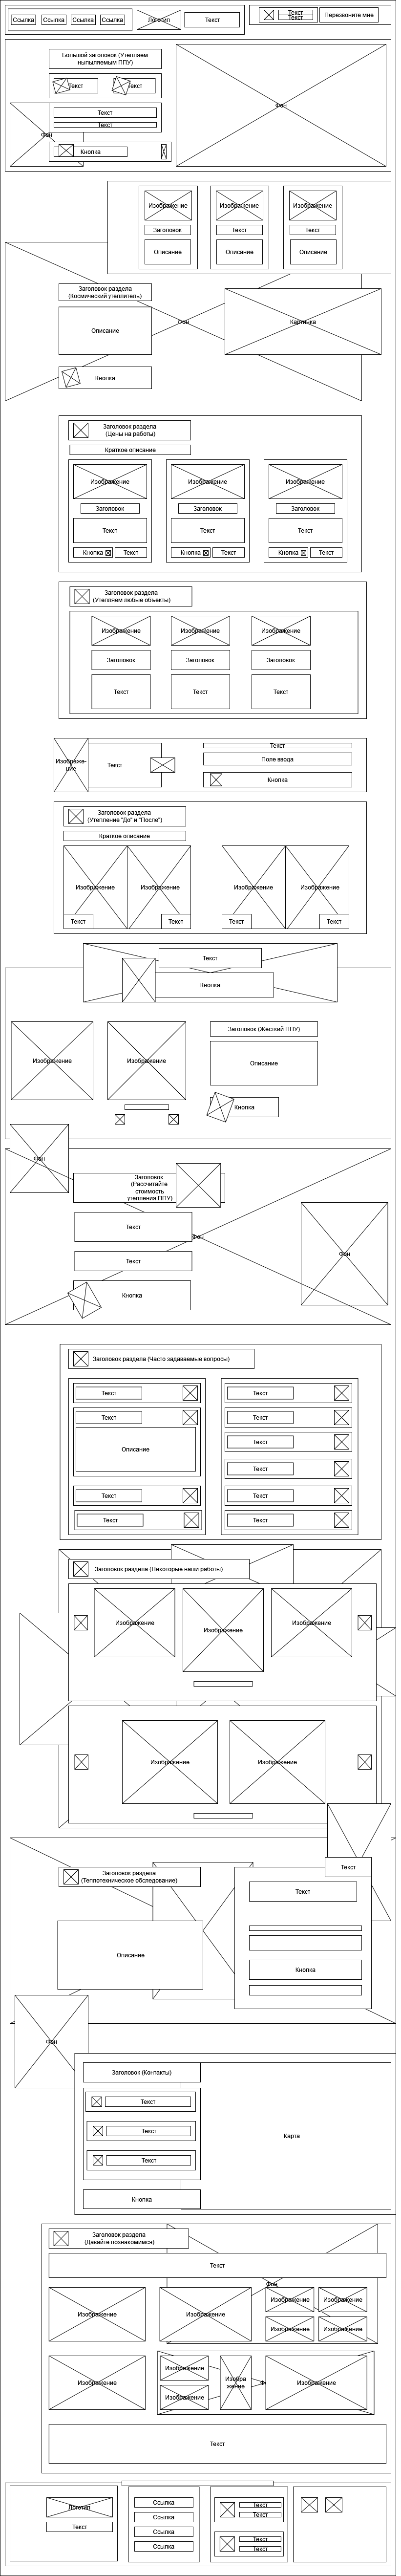 Ссылка
Ссылка
Ссылка
Ссылка
Логотип
Текст
Текст
Текст
Перезвоните мне
Большой заголовок (Утепляем
ныпыляемым ППУ)
Текст
Текст
Текст
Текст
Кнопка
Фон
Фон
Изображение
Изображение
Изображение
Заголовок
Текст
Текст
Описание
Описание
Описание
Заголовок раздела
(Космический утеплитель)
Описание
Кнопка
Фон
Картинка
Заголовок раздела
(Цены на работы)
Краткое описание
Изображение
Изображение
Изображение
Заголовок
Заголовок
Заголовок
Текст
Текст
Текст
Кнопка
Текст
Кнопка
Текст
Кнопка
Текст
Заголовок раздела
(Утепляем любые объекты)
Изображение
Изображение
Изображение
Заголовок
Заголовок
Заголовок
Текст
Текст
Текст
Изображе-
ние
Текст
Текст
Поле ввода
Кнопка
Заголовок раздела
(Утепление "До" и "После")
Краткое описание
Изображение
Изображение
Изображение
Изображение
Текст
Текст
Текст
Текст
Текст
Кнопка
Изображение
Изображение
Заголовок (Жёсткий ППУ)
Описание
Кнопка
Фон
Заголовок
(Рассчитайте
стоимость
утепления ППУ)
Текст
Текст
Кнопка
Фон
Фон
Заголовок раздела (Часто задаваемые вопросы)
Текст
Текст
Описание
Текст
Текст
Текст
Текст
Текст
Текст
Текст
Текст
Заголовок раздела (Некоторые наши работы)
Изображение
Изображение
Изображение
Изображение
Изображение
Текст
Заголовок раздела
(Теплотехническое обследование)
Описание
Текст
Кнопка
Фон
Заголовок (Контакты)
Текст
Текст
Текст
Кнопка
Карта
Заголовок раздела
(Давайте познакомимся)
Текст
Фон
Изображение
Изображение
Изображение
Изображение
Изображение
Изображение
Изображение
Изображение
Изображение
Изобра
жение
Изображение
Текст
Логотип
Текст
Ссылка
Ссылка
Ссылка
Ссылка
Текст
Текст
Текст
Текст